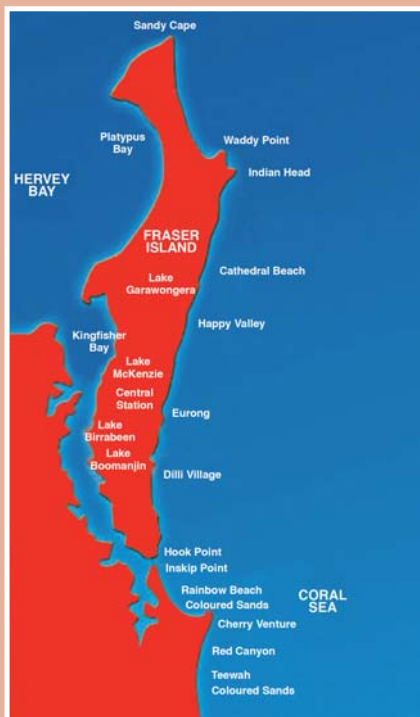 Sandy Cape
Platypus
Bay
Waddy Point
HERVEY
BAY
Indian Head
FRASER
ISLAND
Lake
Garawongera
Cathedral Beach
Happy Valley
Kingfisher
Bay
Lake
McKenzie
Central
Station
Eurong
Lake
Birrabeen
Lake
Boomanjin
Dilli Village
Hook Point
Inskip Point
Rainbow Beach
Coloured Sands
CORAL
SEA
Cherry Venture
Red Canyon
Teewah
Coloured Sands